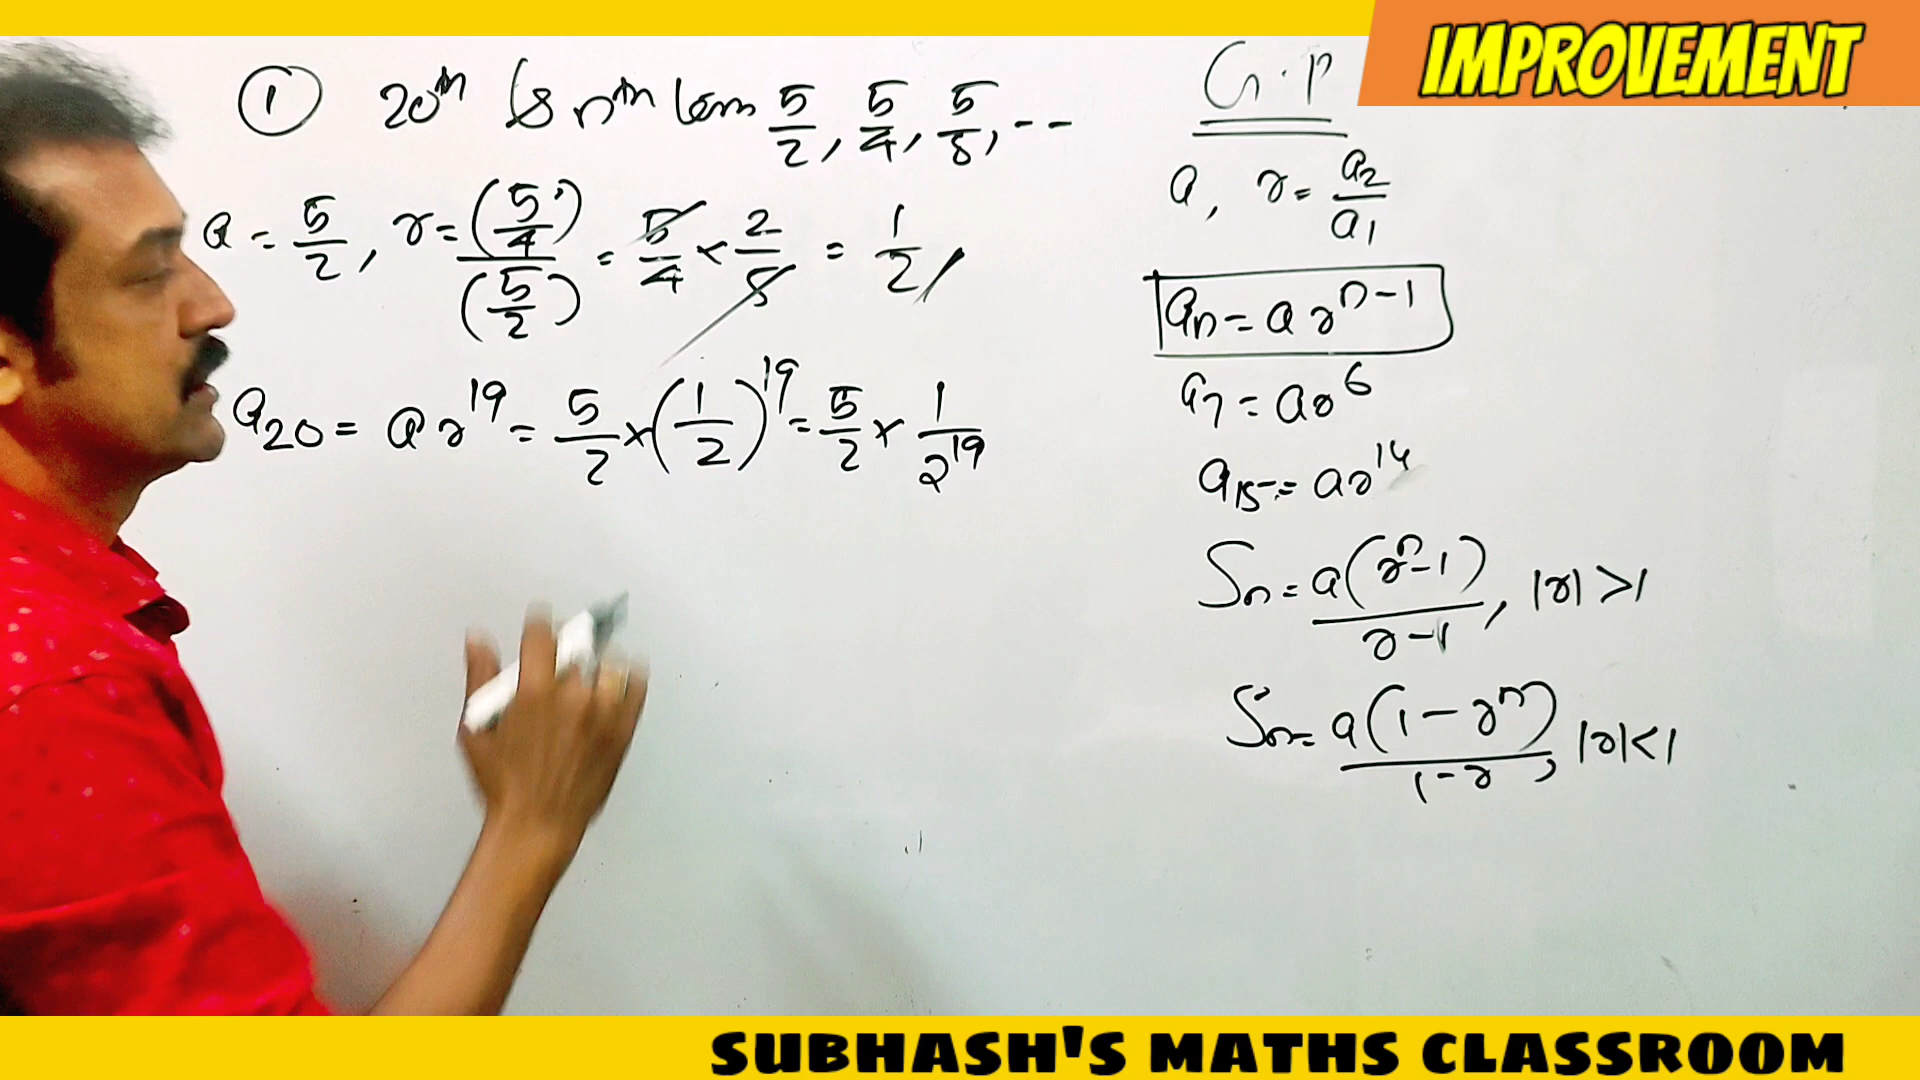 IMPROVEMENT
① 20th & nth term 5/2, 5/4, 5/8, --
a = 5/2, r = (5/4)/(5/2) = 5/4 × 2/5 = 1/2
a20 = ar^19 = 5/2 × (1/2)^19 = 5/2 × 1/2^19
G.P
a, r = a2/a1
an = ar^n-1
a7 = ar^6
a15 = ar^14
Sn = a(r^n-1)/r-1, |r|>1
Sn = a(1-r^n)/1-r, |r|<1
SUBHASH'S MATHS CLASSROOM